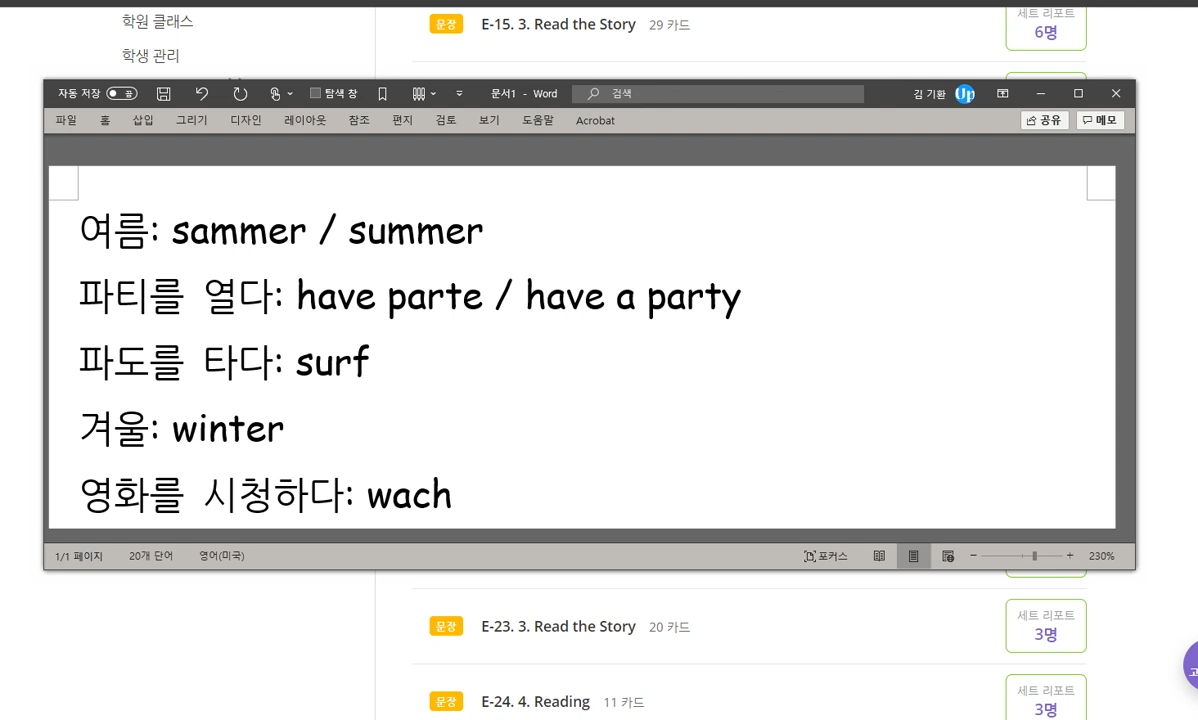 학원 클래스
학생 관리
문장 E-15. 3. Read the Story 29 카드
세트 리포트
6명
자동 저장 탐색 창 문서1 - Word 검색 김 기환 Up
파일 홈 삽입 그리기 디자인 레이아웃 참조 편지 검토 보기 도움말 Acrobat 공유 메모
여름: sammer / summer
파티를 열다: have parte / have a party
파도를 타다: surf
겨울: winter
영화를 시청하다: wach
1/1 페이지 20개 단어 영어(미국) 포커스 230%
문장 E-23. 3. Read the Story 20 카드
세트 리포트
3명
문장 E-24. 4. Reading 11 카드
세트 리포트
3명